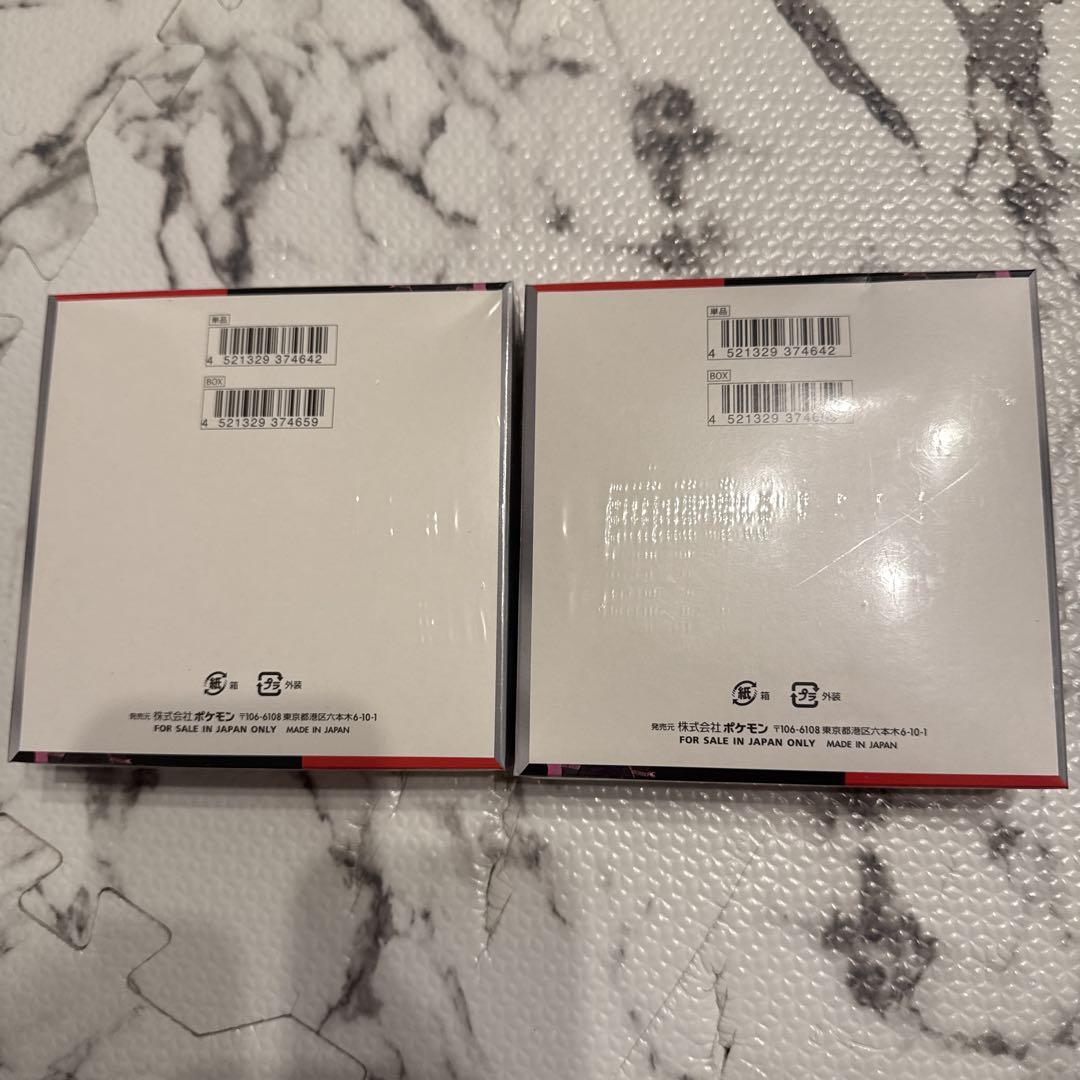 単品
4 521329 374642
BOX
4 521329 374659
紙 箱 プラ 外装
発売元 株式会社ポケモン 〒106-6108 東京都港区六本木6-10-1
FOR SALE IN JAPAN ONLY MADE IN JAPAN
単品
4 521329 374642
BOX
4 521329
紙 箱 プラ 外装
発売元 株式会社ポケモン 〒106-6108 東京都港区六本木6-10-1
FOR SALE IN JAPAN ONLY MADE IN JAPAN